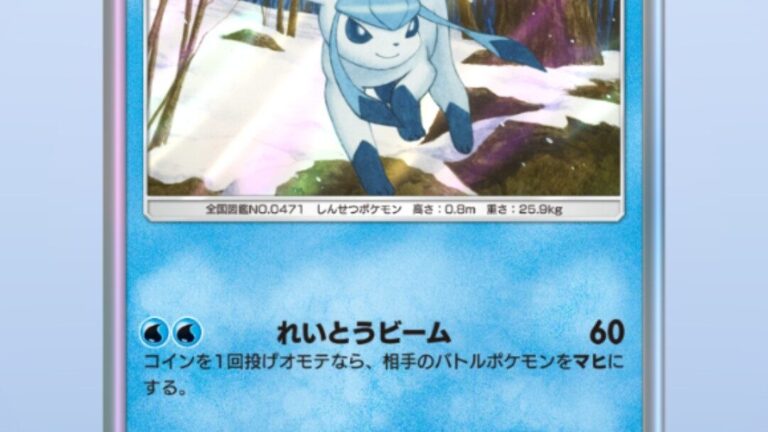 全国図鑑NO.0471 しんせつポケモン 高さ：0.8m 重さ：25.9kg
れいとうビーム 60
コインを1回投げオモテなら、相手のバトルポケモンをマヒに
する。